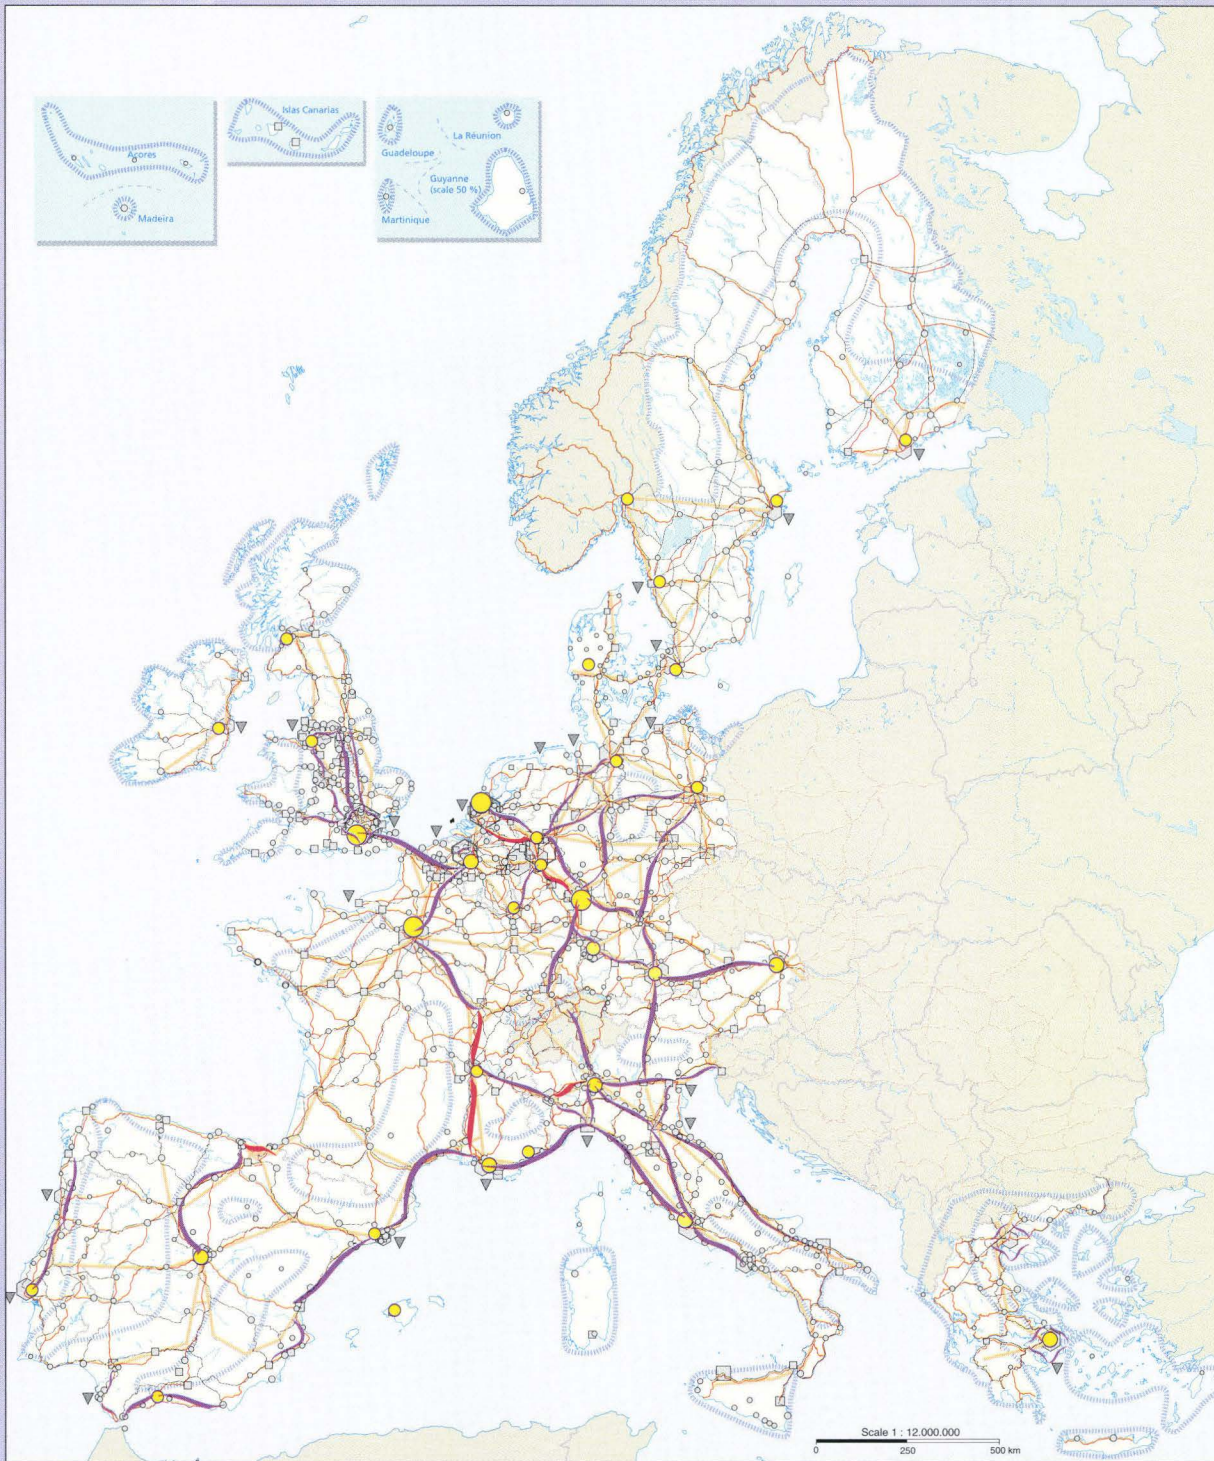 Islas Canarias
Açores
Madeira
Guadeloupe
La Réunion
Guyanne
(scale 50 %)
Martinique
Scale 1 : 12.000.000
0 250 500 km